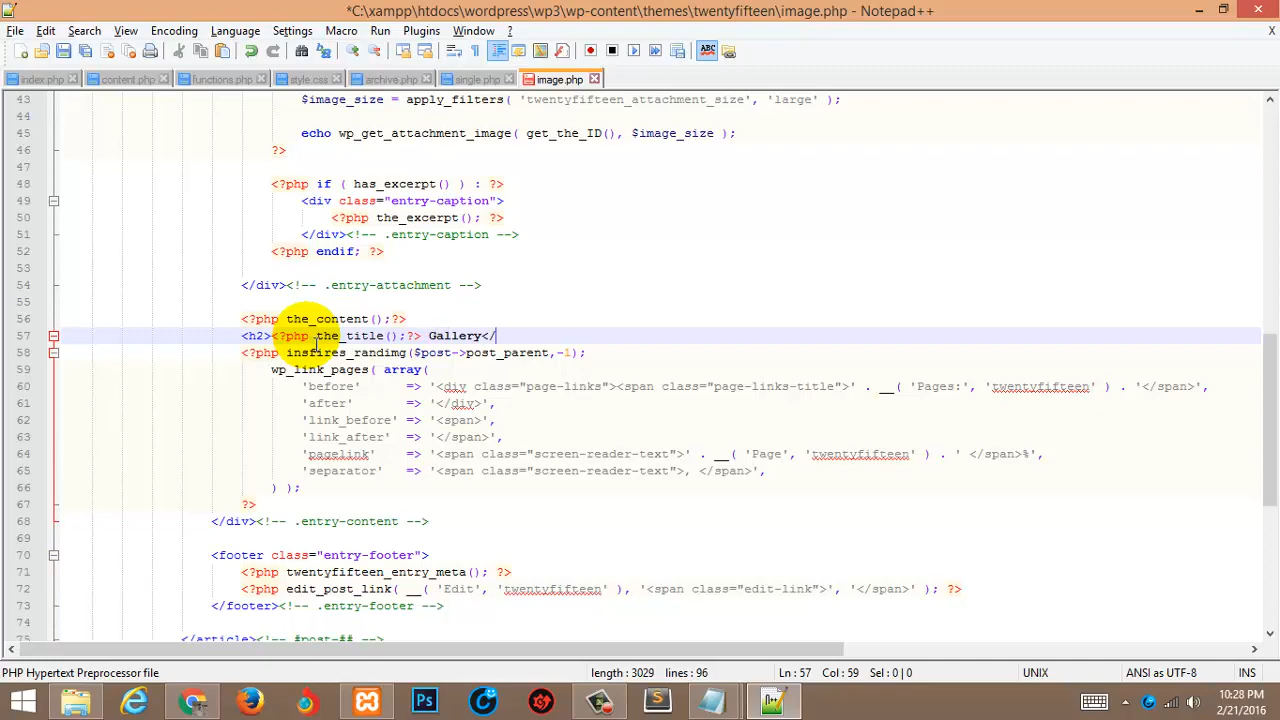 *C:\xampp\htdocs\wordpress\wp3\wp-content\themes\twentyfifteen\image.php - Notepad++
File Edit Search View Encoding Language Settings Macro Run Plugins Window ? X
ABC
index.php content.php functions.php style.css archive.php single.php image.php
43 $image_size = apply_filters( 'twentyfifteen_attachment_size', 'large' );
44
45 echo wp_get_attachment_image( get_the_ID(), $image_size );
46 ?>
47
48 <?php if ( has_excerpt() ) : ?>
49 <div class="entry-caption">
50 <?php the_excerpt(); ?>
51 </div><!-- .entry-caption -->
52 <?php endif; ?>
53
54 </div><!-- .entry-attachment -->
55
56 <?php the_content();?>
57 <h2><?php the_title();?> Gallery</
58 <?php insfires_randimg($post->post_parent,-1);
59 wp_link_pages( array(
60 'before' => '<div class="page-links"><span class="page-links-title">' . __( 'Pages:', 'twentyfifteen' ) . '</span>',
61 'after' => '</div>',
62 'link_before' => '<span>',
63 'link_after' => '</span>',
64 'pagelink' => '<span class="screen-reader-text">' . __( 'Page', 'twentyfifteen' ) . ' </span>%',
65 'separator' => '<span class="screen-reader-text">, </span>',
66 ) );
67 ?>
68 </div><!-- .entry-content -->
69
70 <footer class="entry-footer">
71 <?php twentyfifteen_entry_meta(); ?>
72 <?php edit_post_link( __( 'Edit', 'twentyfifteen' ), '<span class="edit-link">', '</span>' ); ?>
73 </footer><!-- .entry-footer -->
74
75 </article><!-- #post-## -->
PHP Hypertext Preprocessor file length : 3029 lines : 96 Ln : 57 Col : 59 Sel : 0 | 0 UNIX ANSI as UTF-8 INS
Ps
10:28 PM
2/21/2016